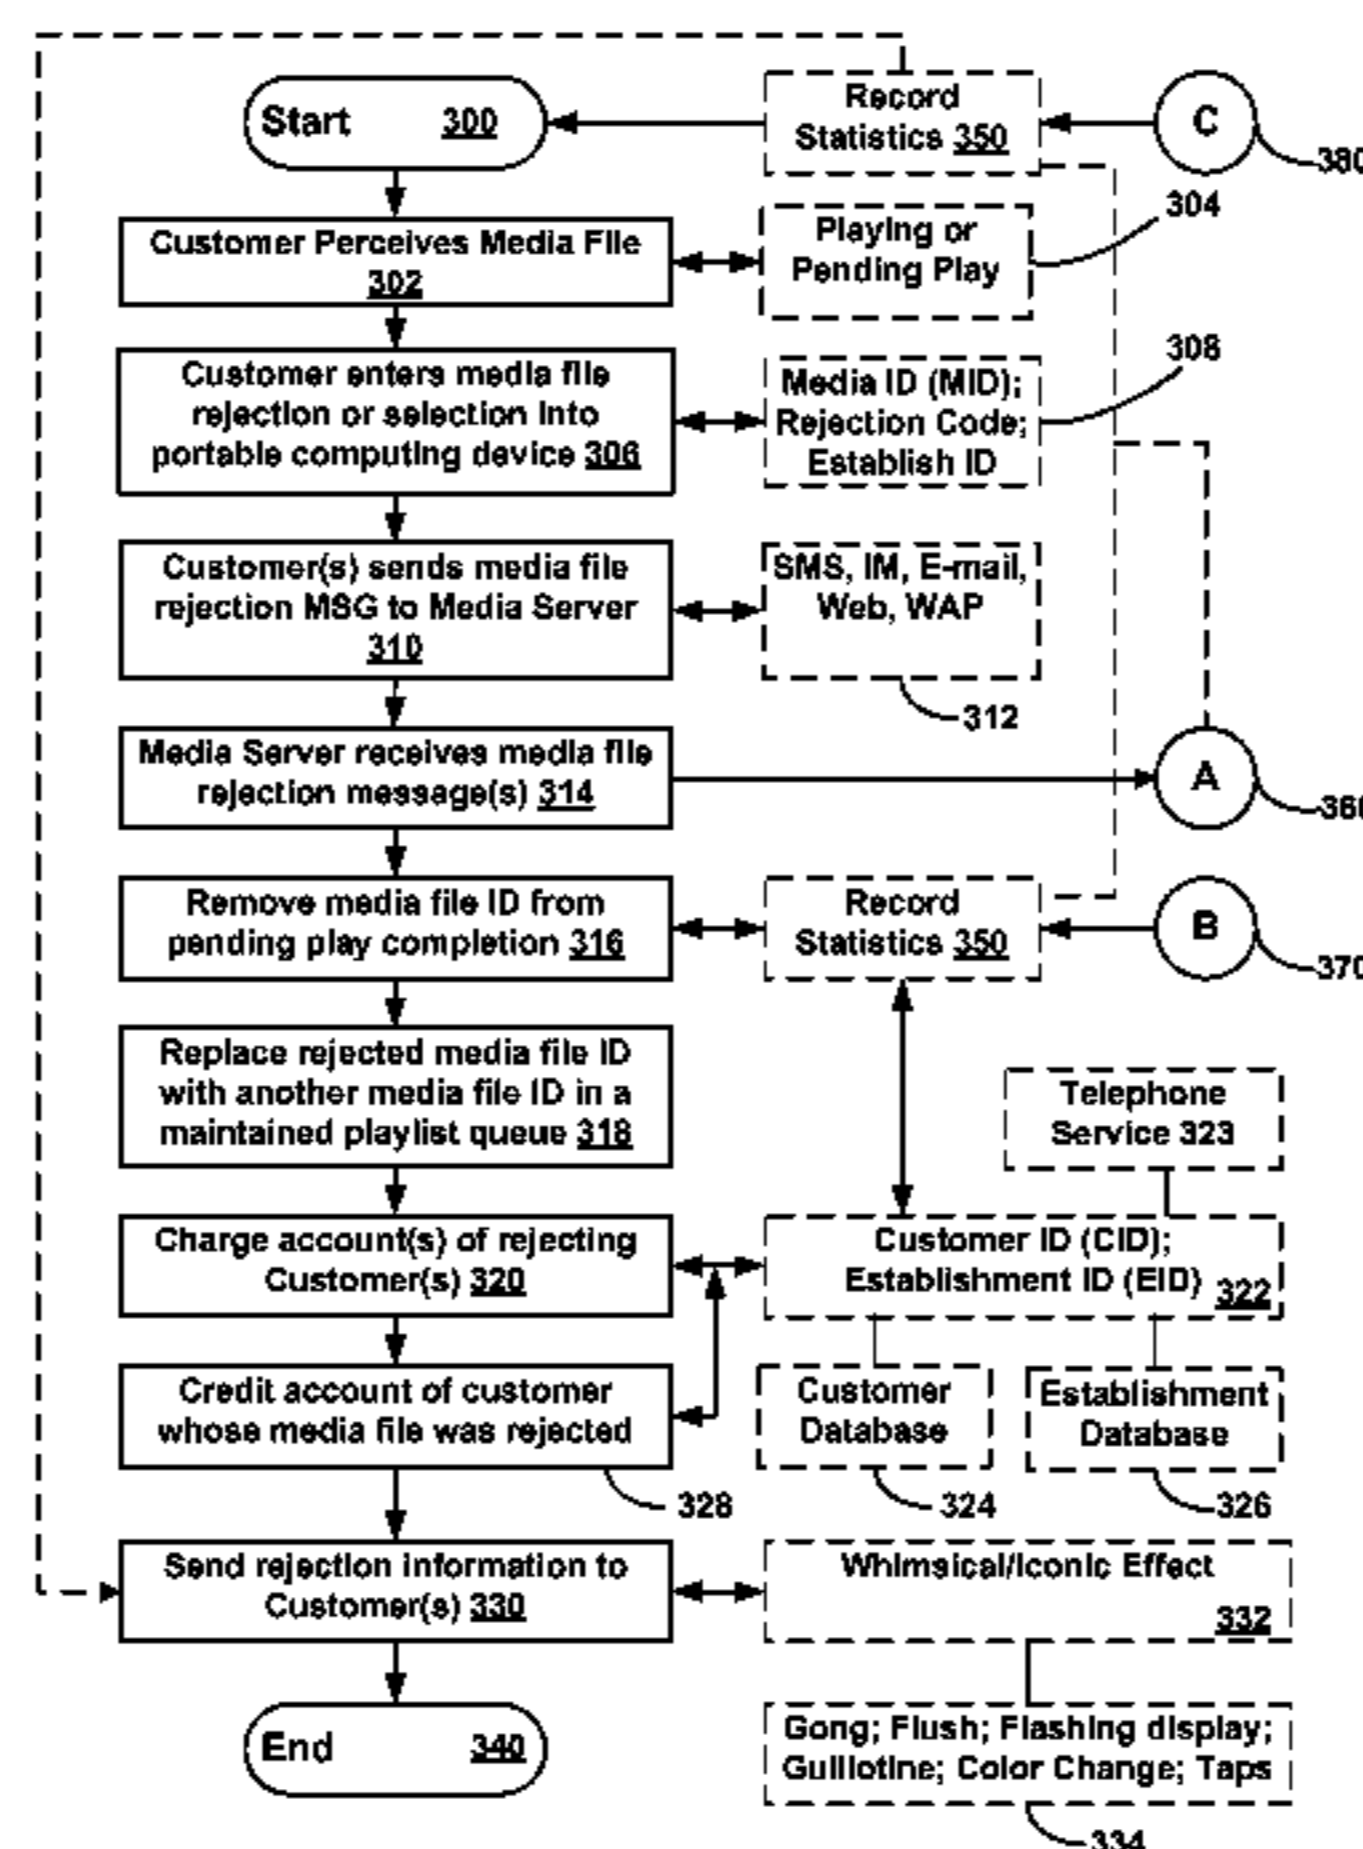 Start 300
Record
Statistics 350
C
380
Customer Perceives Media File
302
Playing or
Pending Play
304
Customer enters media file
rejection or selection into
portable computing device 306
Media ID (MID);
Rejection Code;
Establish ID
308
Customer(s) sends media file
rejection MSG to Media Server
310
SMS, IM, E-mail,
Web, WAP
312
Media Server receives media file
rejection message(s) 314
A
Remove media file ID from
pending play completion 316
Record
Statistics 350
B
370
Replace rejected media file ID
with another media file ID in a
maintained playlist queue 318
Telephone
Service 323
Charge account(s) of rejecting
Customer(s) 320
Customer ID (CID);
Establishment ID (EID) 322
Credit account of customer
whose media file was rejected
328
Customer
Database
324
Establishment
Database
326
Send rejection information to
Customer(s) 330
Whimsical/Iconic Effect
332
End 340
Gong; Flush; Flashing display;
Guillotine; Color Change; Taps
334